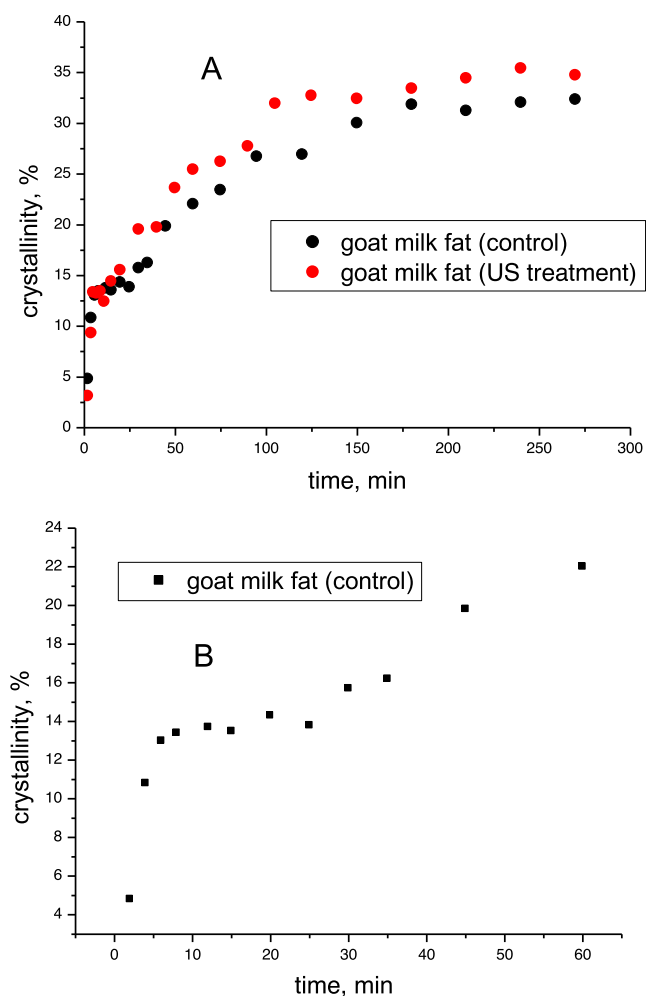 40
35
30
25
20
15
10
5
0
crystallinity, %
A
goat milk fat (control)
goat milk fat (US treatment)
0 50 100 150 200 250 300
time, min
24
22
20
18
16
14
12
10
8
6
4
crystallinity, %
goat milk fat (control)
B
0 10 20 30 40 50 60
time, min